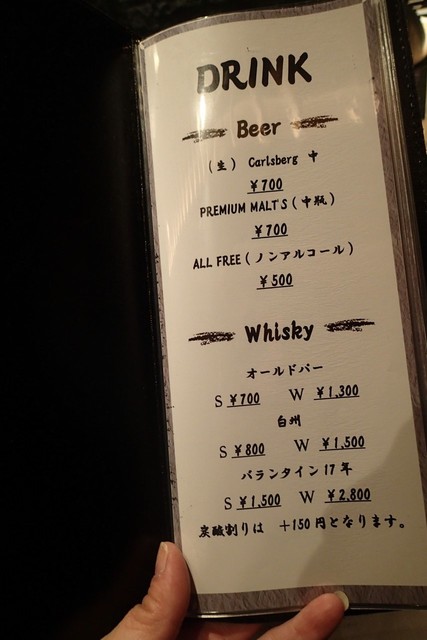 DRINK
Beer
(生) Carlsberg 中
¥700
PREMIUM MALT'S (中瓶)
¥700
ALL FREE (ノンアルコール)
¥500
Whisky
オールドパー
S ¥700 W ¥1,300
白州
S ¥800 W ¥1,500
バランタイン17年
S ¥1,500 W ¥2,800
炭酸割りは +150円となります。